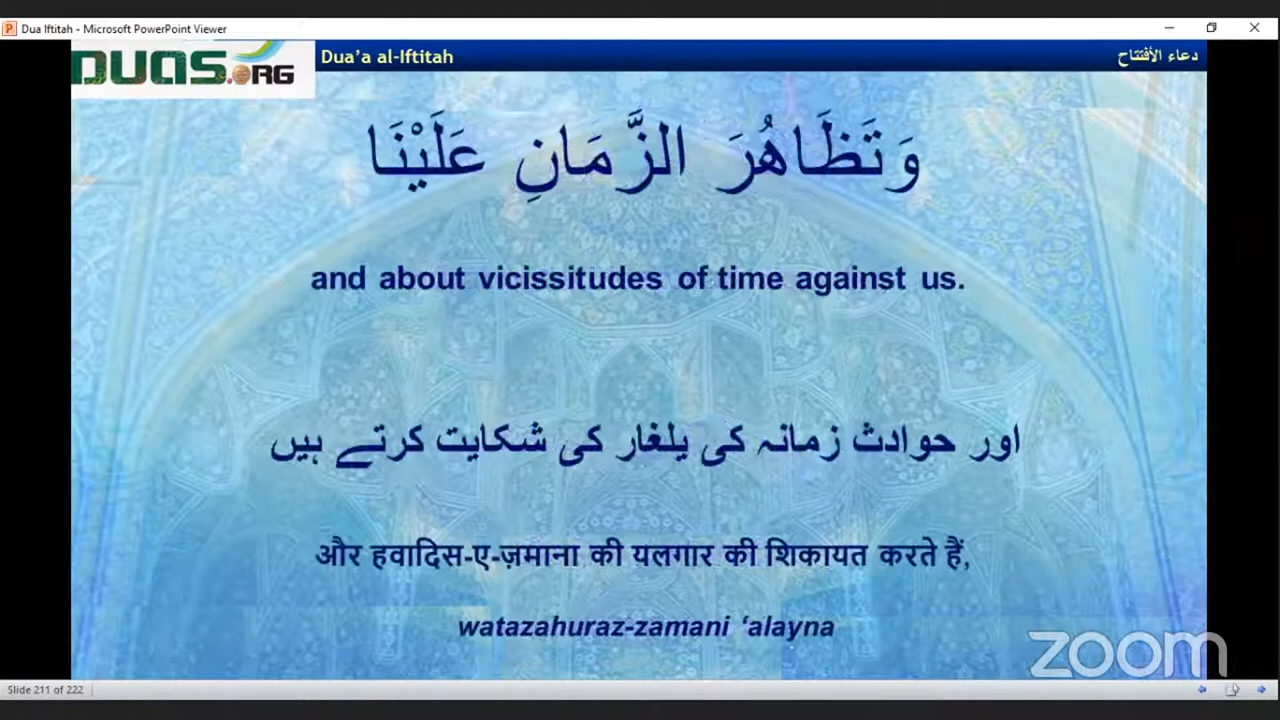 Dua Iftitah - Microsoft PowerPoint Viewer
DUAS.ORG
Dua'a al-Iftitah
دعاء الأفتتاح
وَتَظَاهُرَ الزَّمَانِ عَلَيْنَا
and about vicissitudes of time against us.
اور حوادث زمانہ کی یلغار کی شکایت کرتے ہیں
और हवादिस-ए-ज़माना की यलगार की शिकायत करते हैं,
watazahuraz-zamani ‘alayna
zoom
Slide 211 of 222